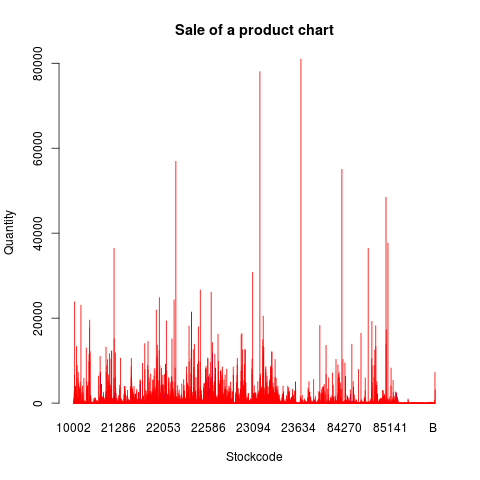 Sale of a product chart
Quantity
80000
60000
40000
20000
0
10002 21286 22053 22586 23094 23634 84270 85141 B
Stockcode